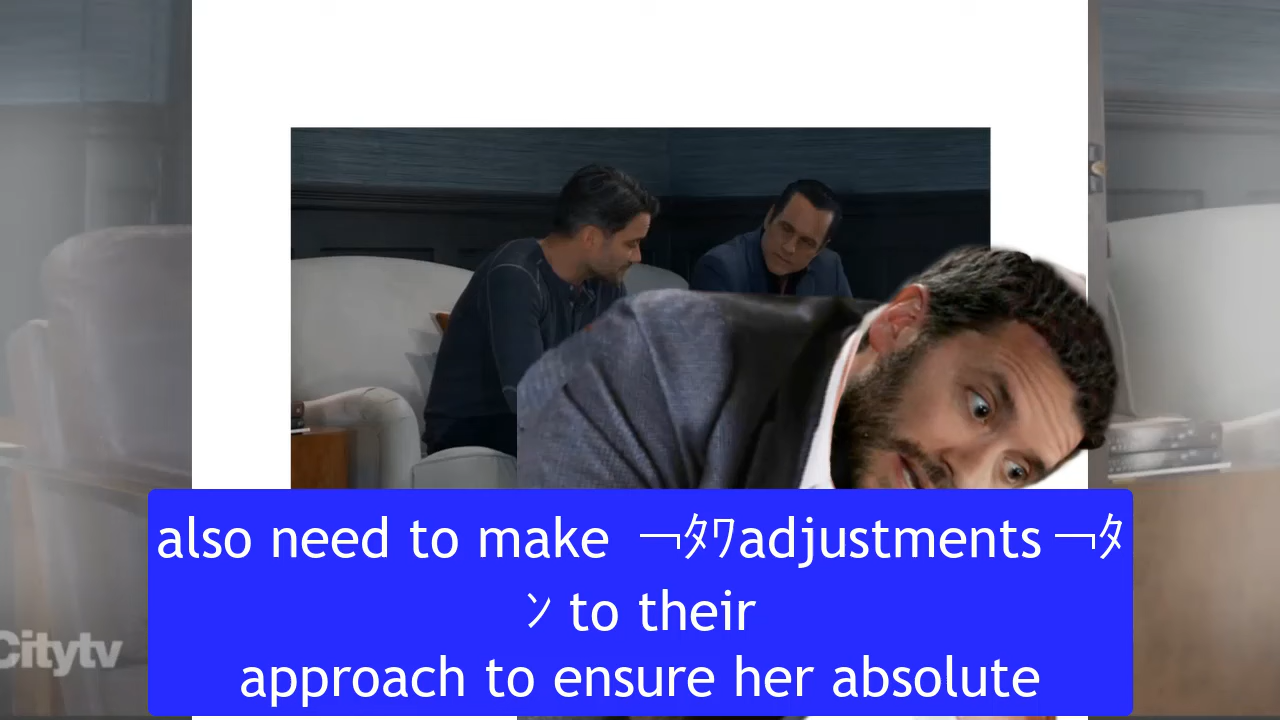 also need to make ￢ﾀワadjustments￢ﾀ
ン to their
approach to ensure her absolute
Citytv